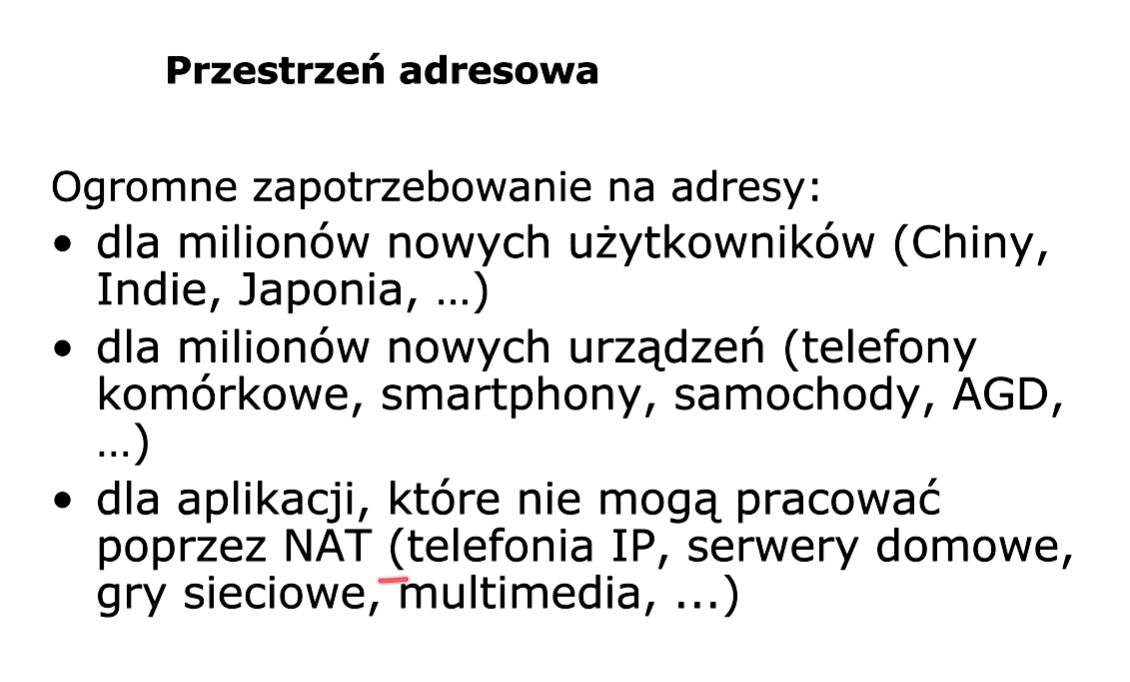 Przestrzeń adresowa
Ogromne zapotrzebowanie na adresy:
• dla milionów nowych użytkowników (Chiny,
Indie, Japonia, …)
• dla milionów nowych urządzeń (telefony
komórkowe, smartphony, samochody, AGD,
…)
• dla aplikacji, które nie mogą pracować
poprzez NAT (telefonia IP, serwery domowe,
gry sieciowe, multimedia, ...)